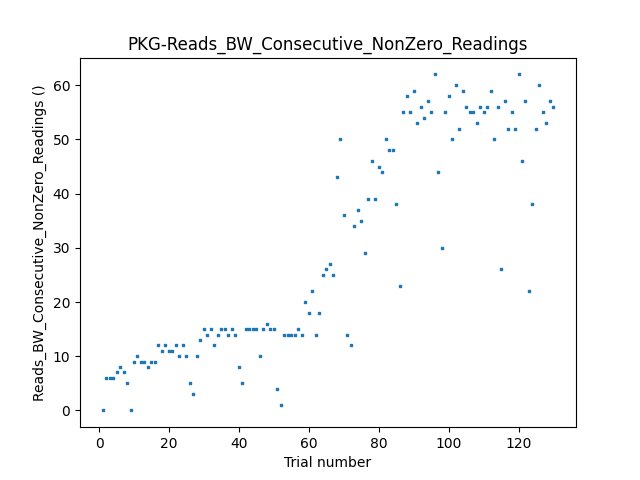 PKG-Reads_BW_Consecutive_NonZero_Readings
Reads_BW_Consecutive_NonZero_Readings ()
60
50
40
30
20
10
0
0 20 40 60 80 100 120
Trial number